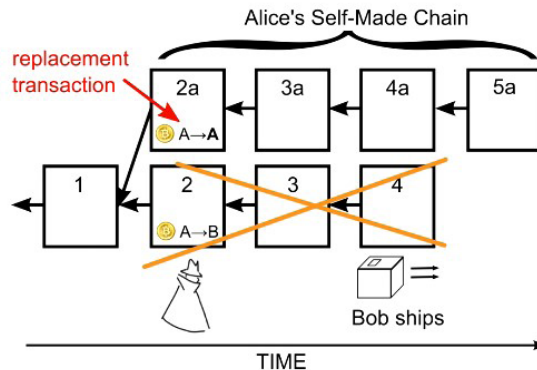 Alice's Self-Made Chain
replacement
transaction
2a
3a
4a
5a
A→A
1
2
3
4
A→B
Bob ships
TIME